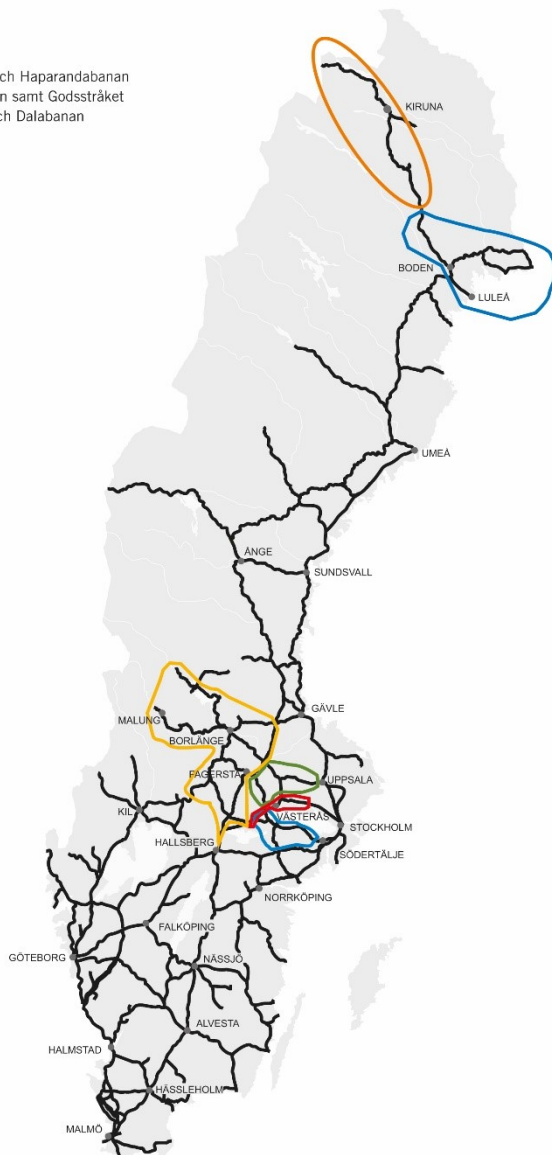 ch Haparandabanan
n samt Godsstråket
ch Dalabanan
KIRUNA
BODEN
LULEÅ
UMEÅ
ÅNGE
SUNDSVALL
GÄVLE
MALUNG
BORLÄNGE
FAGERSTA
UPPSALA
KIL
VÄSTERÅS
STOCKHOLM
HALLSBERG
SÖDERTÄLJE
NORRKÖPING
FALKÖPING
GÖTEBORG
NÄSSJÖ
ALVESTA
HALMSTAD
HÄSSLEHOLM
MALMÖ